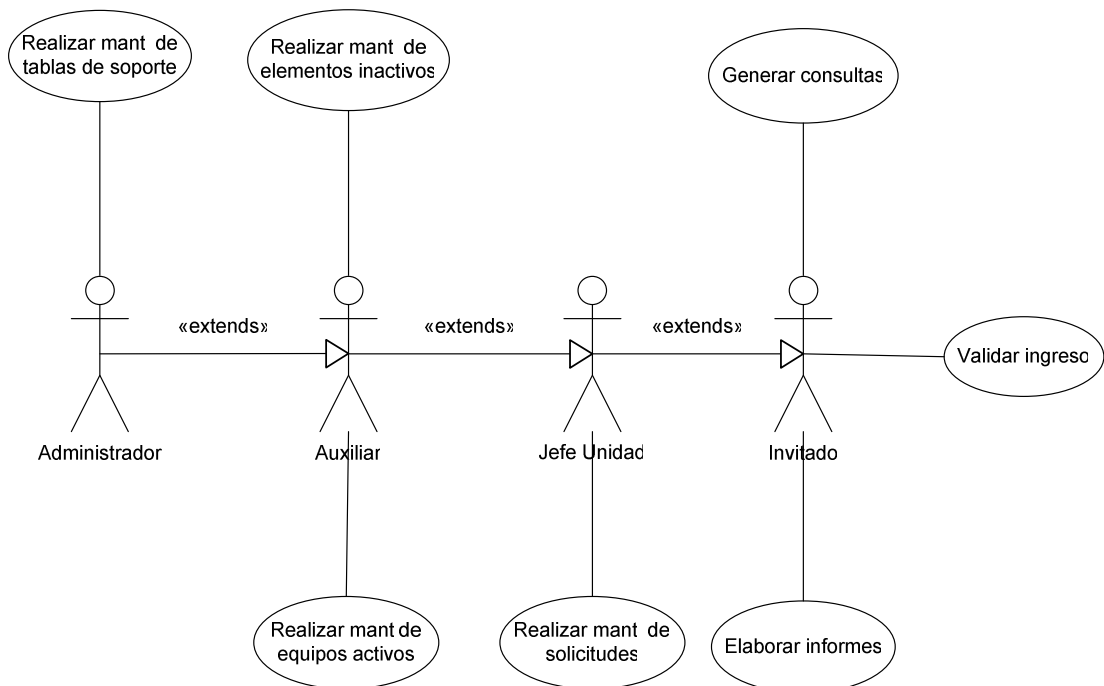 Realizar mant de
tablas de soporte
Realizar mant de
elementos inactivos
Generar consultas
«extends»
«extends»
«extends»
Validar ingreso
Administrador
Auxiliar
Jefe Unidad
Invitado
Realizar mant de
equipos activos
Realizar mant de
solicitudes
Elaborar informes